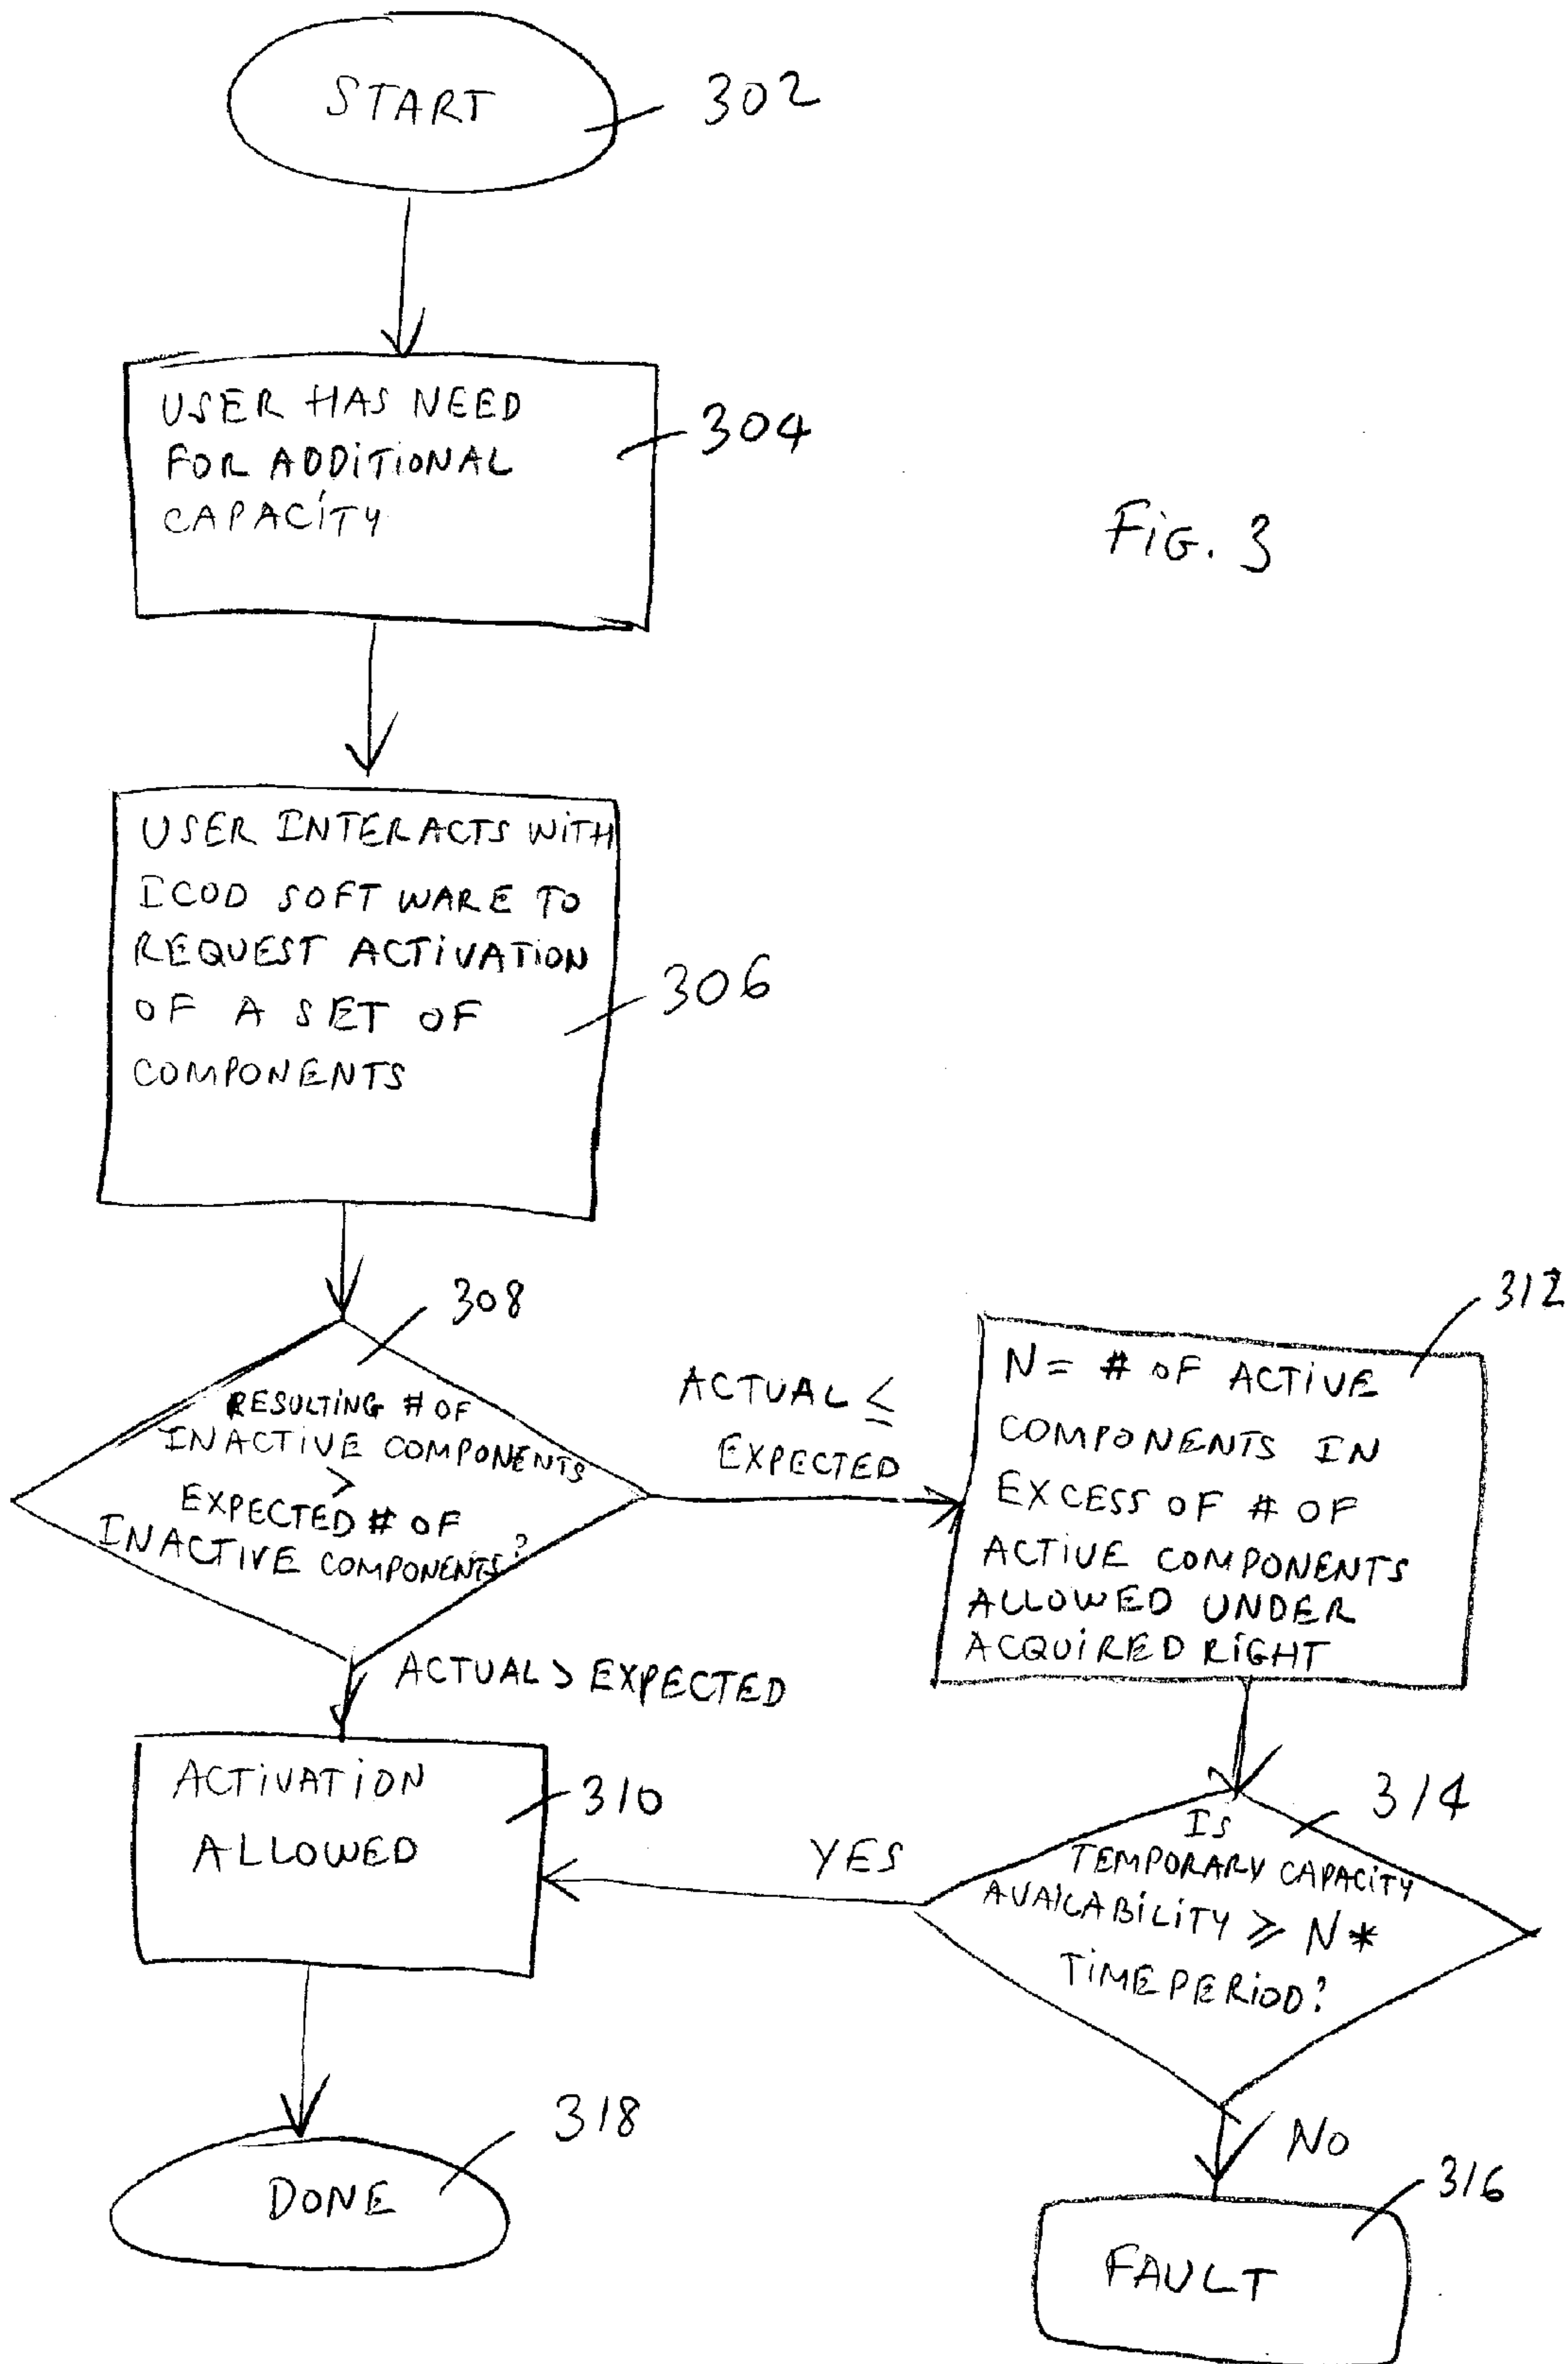 START
302
USER HAS NEED
FOR ADDITIONAL
CAPACITY
304
FIG. 3
USER INTERACTS WITH
ICOD SOFTWARE TO
REQUEST ACTIVATION
OF A SET OF
COMPONENTS
306
308
RESULTING # OF
INACTIVE COMPONENTS
>
EXPECTED # OF
INACTIVE COMPONENTS?
ACTUAL ≤
EXPECTED
312
N = # OF ACTIVE
COMPONENTS IN
EXCESS OF # OF
ACTIVE COMPONENTS
ALLOWED UNDER
ACQUIRED RIGHT
ACTUAL > EXPECTED
ACTIVATION
ALLOWED
310
YES
314
IS
TEMPORARY CAPACITY
AVAILABILITY ≥ N *
TIME PERIOD?
NO
318
DONE
316
FAULT